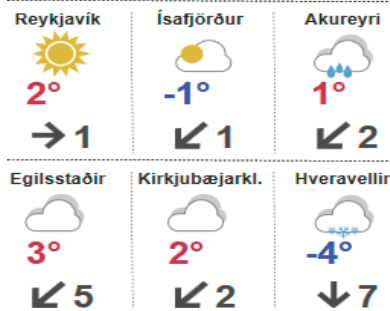 Reykjavík Ísafjörður Akureyri
2° -1° 1°
1 1 2
Egilsstaðir Kirkjubæjarkl. Hveravellir
3° 2° -4°
5 2 7